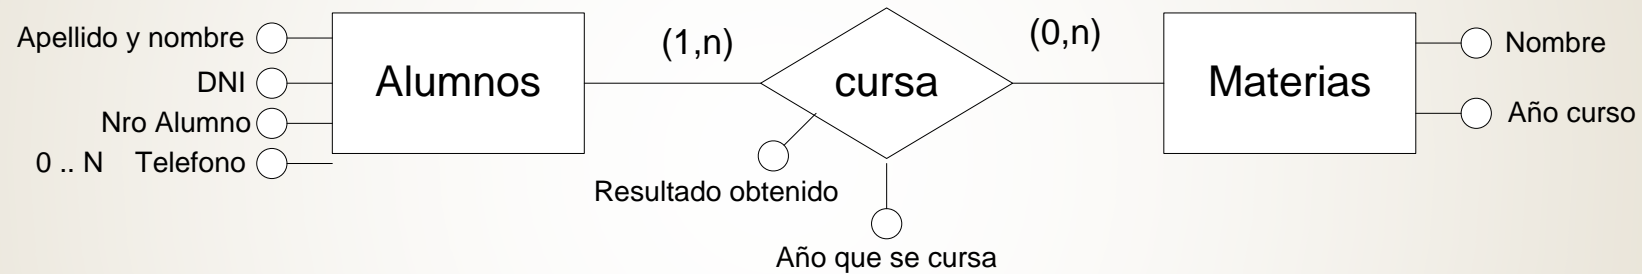 Apellido y nombre
DNI
Nro Alumno
0 .. N Telefono
Alumnos
(1,n)
cursa
Resultado obtenido
Año que se cursa
(0,n)
Materias
Nombre
Año curso